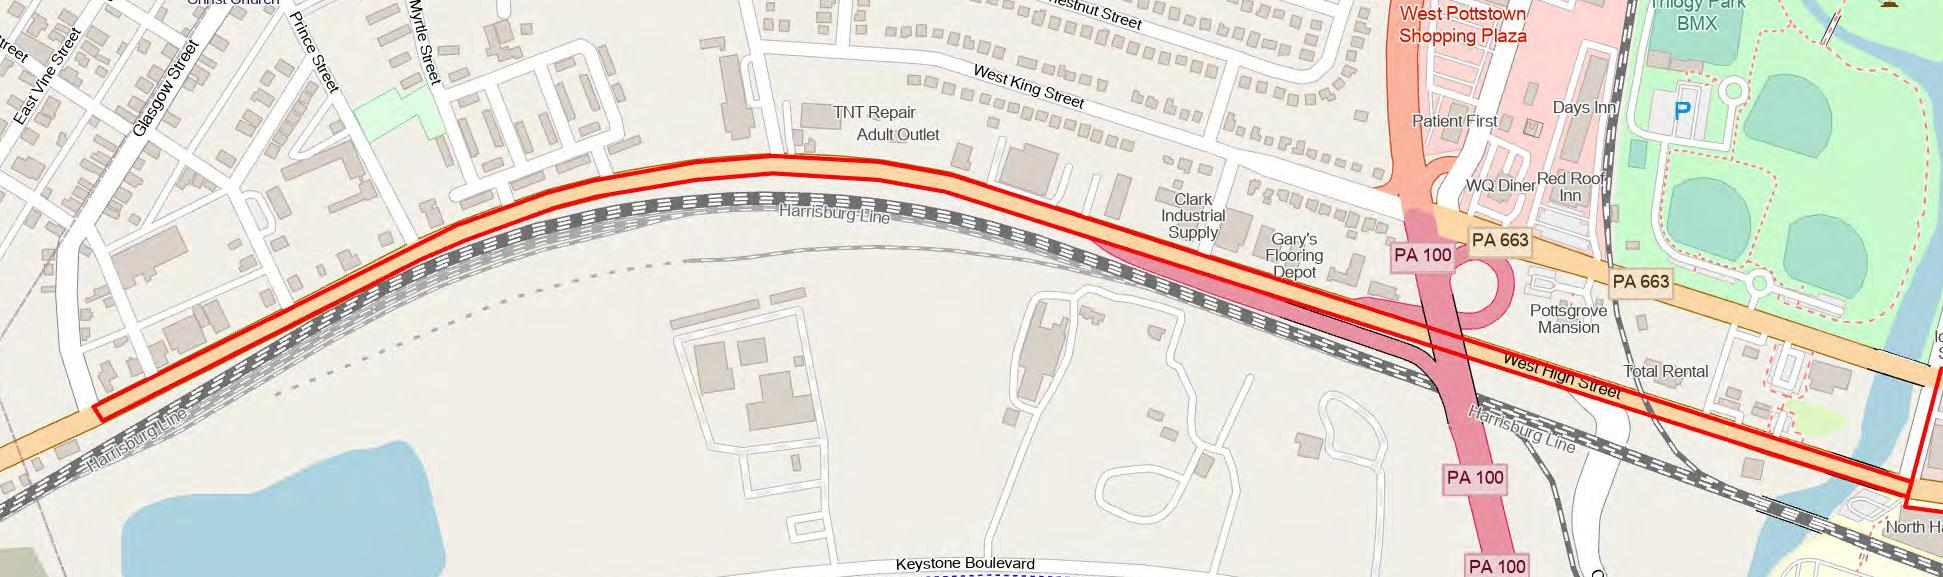 Christ Church
Street
East Vine Street
Glasgow Street
Prince Street
Myrtle Street
Chestnut Street
West King Street
TNT Repair
Adult Outlet
West Pottstown
Shopping Plaza
Trilogy Park
BMX
P
Patient First
Days Inn
WQ Diner
Red Roof
Inn
Clark
Industrial
Supply
Gary's
Flooring
Depot
Harrisburg Line
PA 100
PA 663
PA 663
Pottsgrove
Mansion
Total Rental
West High Street
Harrisburg Line
Harrisburg Line
PA 100
North Ha
Keystone Boulevard
PA 100